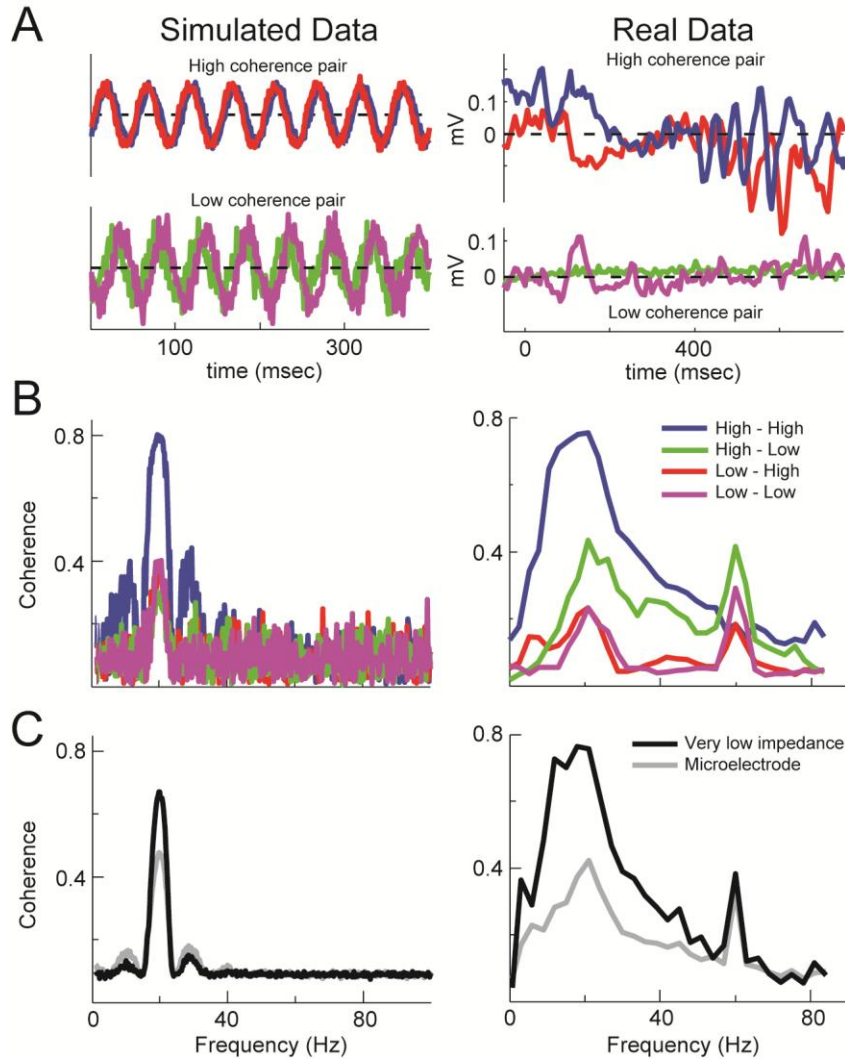 A
Simulated Data
Real Data
High coherence pair
High coherence pair
0.1
0
mV
Low coherence pair
0.1
0
mV
Low coherence pair
100
300
time (msec)
0
400
time (msec)
B
0.8
0.4
Coherence
0.8
0.4
High - High
High - Low
Low - High
Low - Low
C
0.8
0.4
Coherence
0
40
80
Frequency (Hz)
0.8
0.4
Very low impedance
Microelectrode
0
40
80
Frequency (Hz)